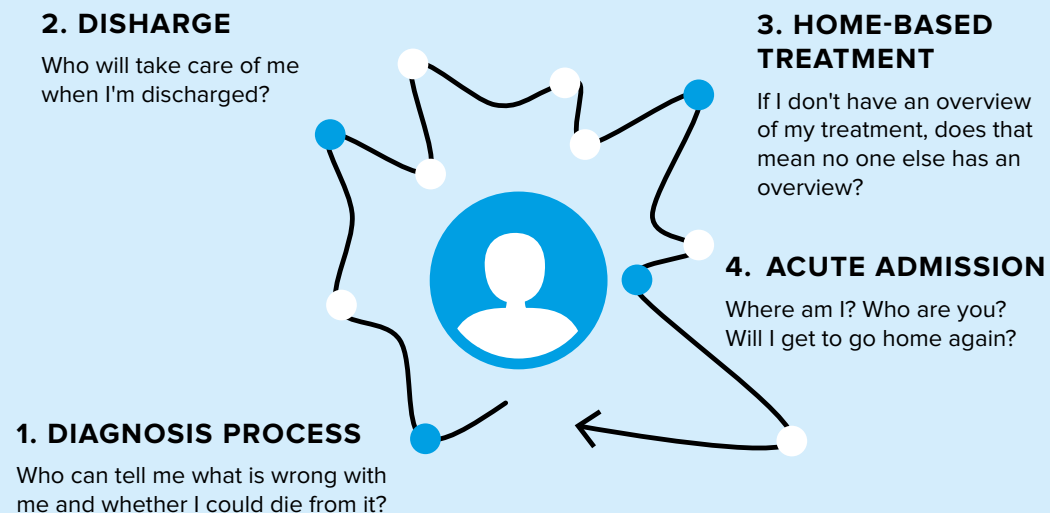 2. DISHARGE
Who will take care of me
when I'm discharged?
3. HOME-BASED
TREATMENT
If I don't have an overview
of my treatment, does that
mean no one else has an
overview?
4. ACUTE ADMISSION
Where am I? Who are you?
Will I get to go home again?
1. DIAGNOSIS PROCESS
Who can tell me what is wrong with
me and whether I could die from it?